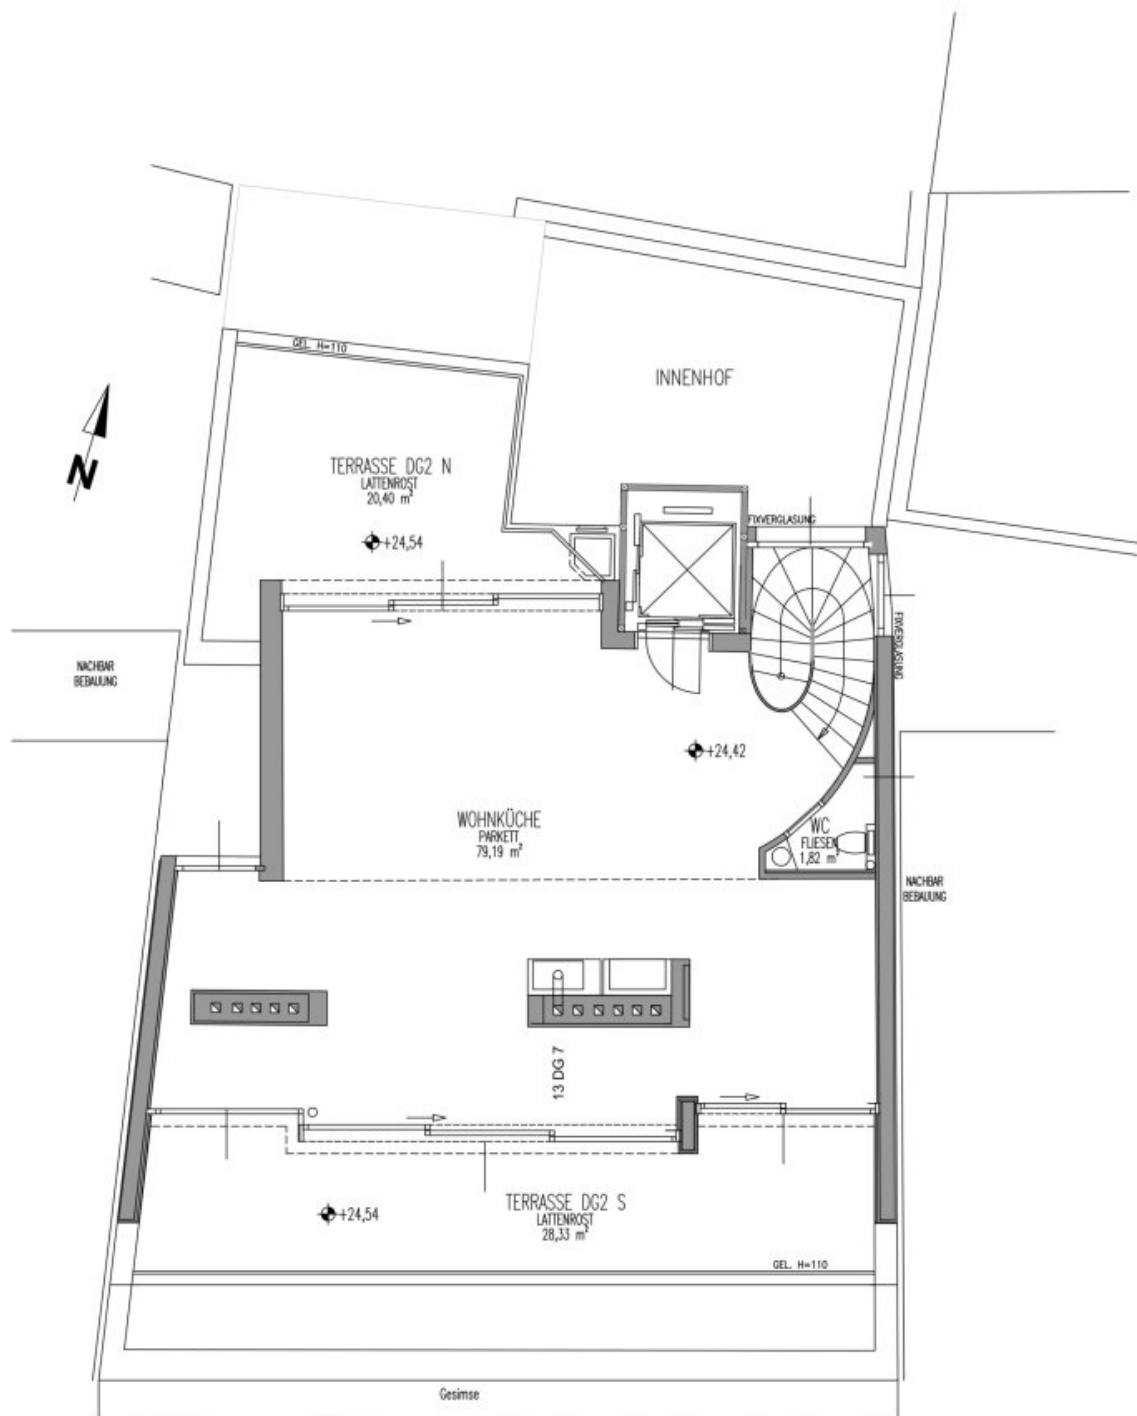 GEL. H=110
INNENHOF
N
TERRASSE DG2 N
LATTENROST
20,40 m²
+24,54
FIXVERGLASUNG
FIXVERGLASUNG
NACHBAR
BEBAUUNG
+24,42
WOHNKÜCHE
PARKETT
79,19 m²
WC
FLIESEN
1,82 m²
NACHBAR
BEBAUUNG
13 DG 7
TERRASSE DG2 S
LATTENROST
28,33 m²
+24,54
GEL. H=110
Gesimse